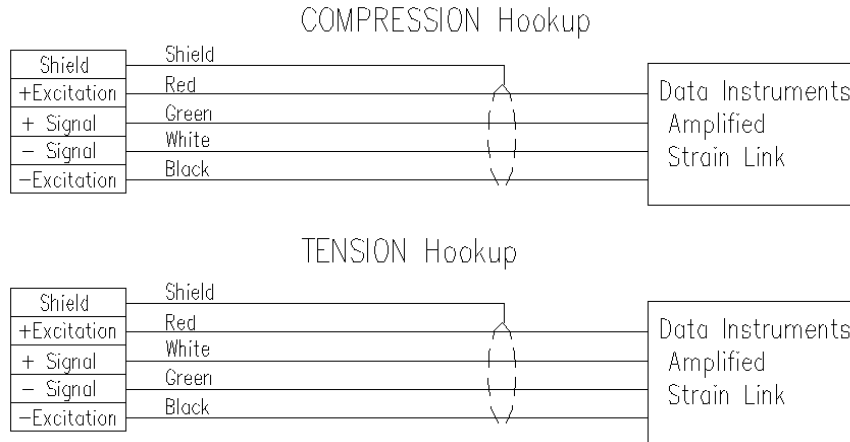 COMPRESSION Hookup
Shield Shield
+Excitation Red
+ Signal Green
- Signal White
-Excitation Black
Data Instruments
Amplified
Strain Link
TENSION Hookup
Shield Shield
+Excitation Red
+ Signal White
- Signal Green
-Excitation Black
Data Instruments
Amplified
Strain Link